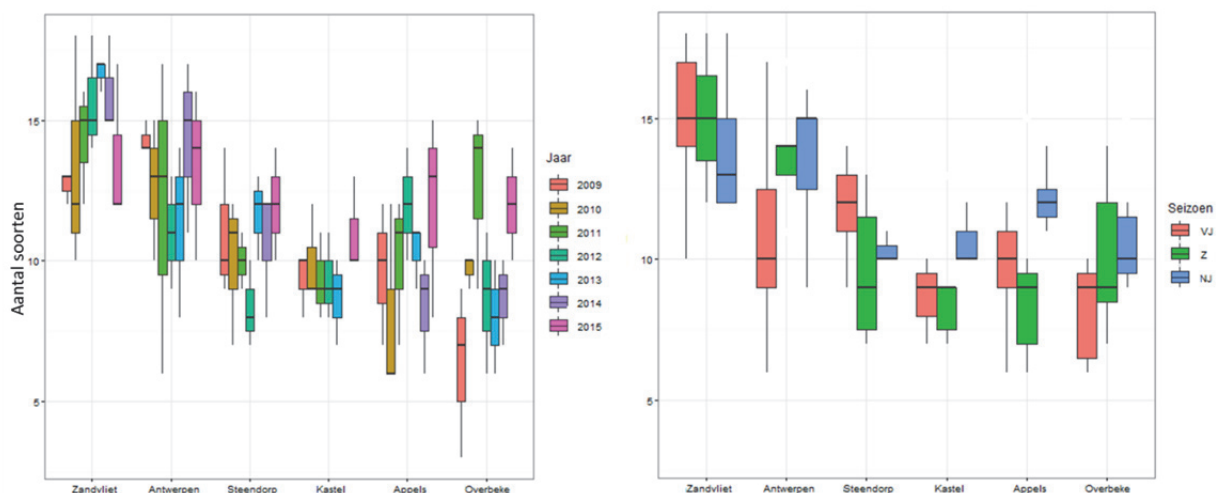 Aantal soorten
15
10
5
Zandvliet Antwerpen Steendorp Kastel Appels Overbeke
Jaar
2009
2010
2011
2012
2013
2014
2015
15
10
5
Zandvliet Antwerpen Steendorp Kastel Appels Overbeke
Seizoen
VJ
Z
NJ